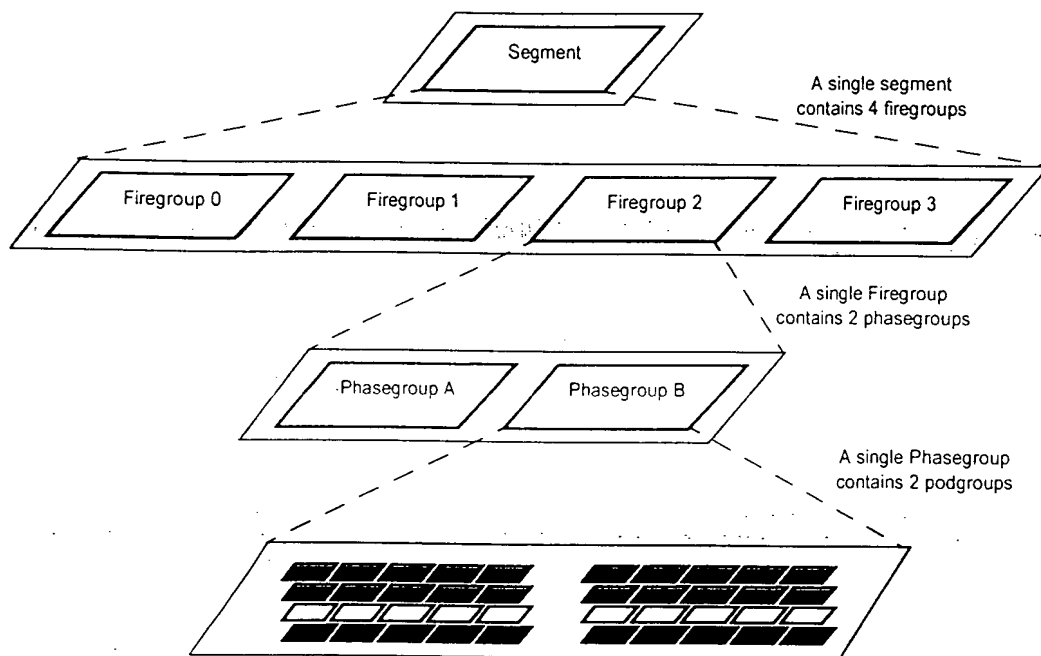 Segment
A single segment
contains 4 firegroups
Firegroup 0
Firegroup 1
Firegroup 2
Firegroup 3
A single Firegroup
contains 2 phasegroups
Phasegroup A
Phasegroup B
A single Phasegroup
contains 2 podgroups